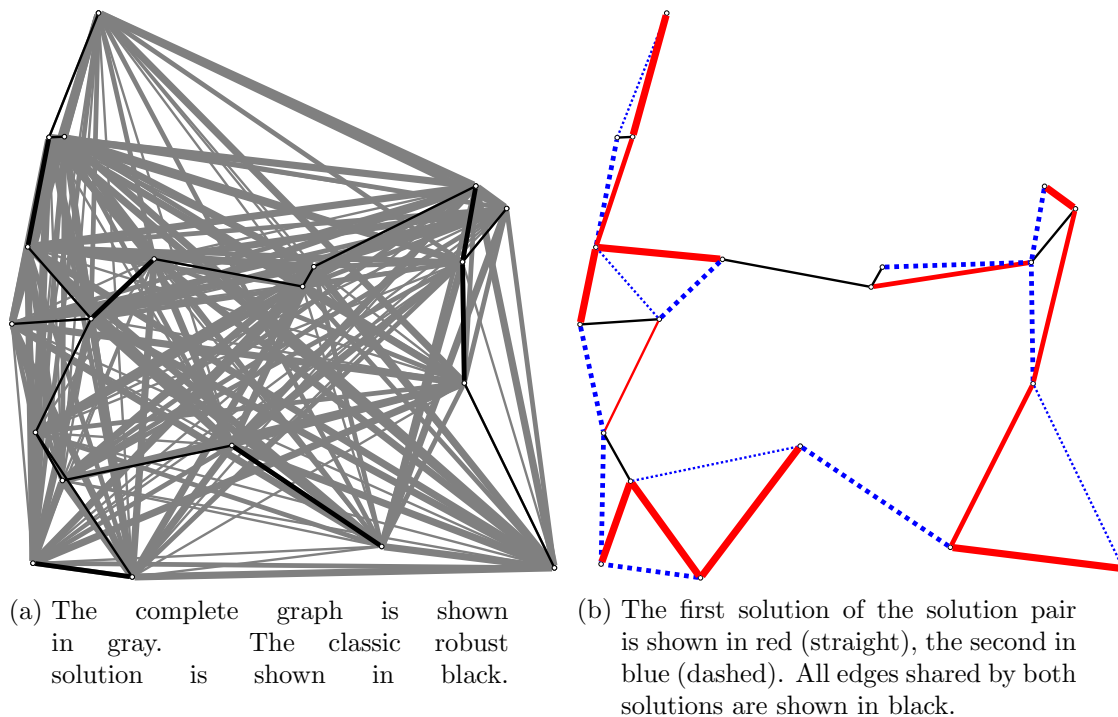 (a) The complete graph is shown
in gray. The classic robust
solution is shown in black.
(b) The first solution of the solution pair
is shown in red (straight), the second in
blue (dashed). All edges shared by both
solutions are shown in black.